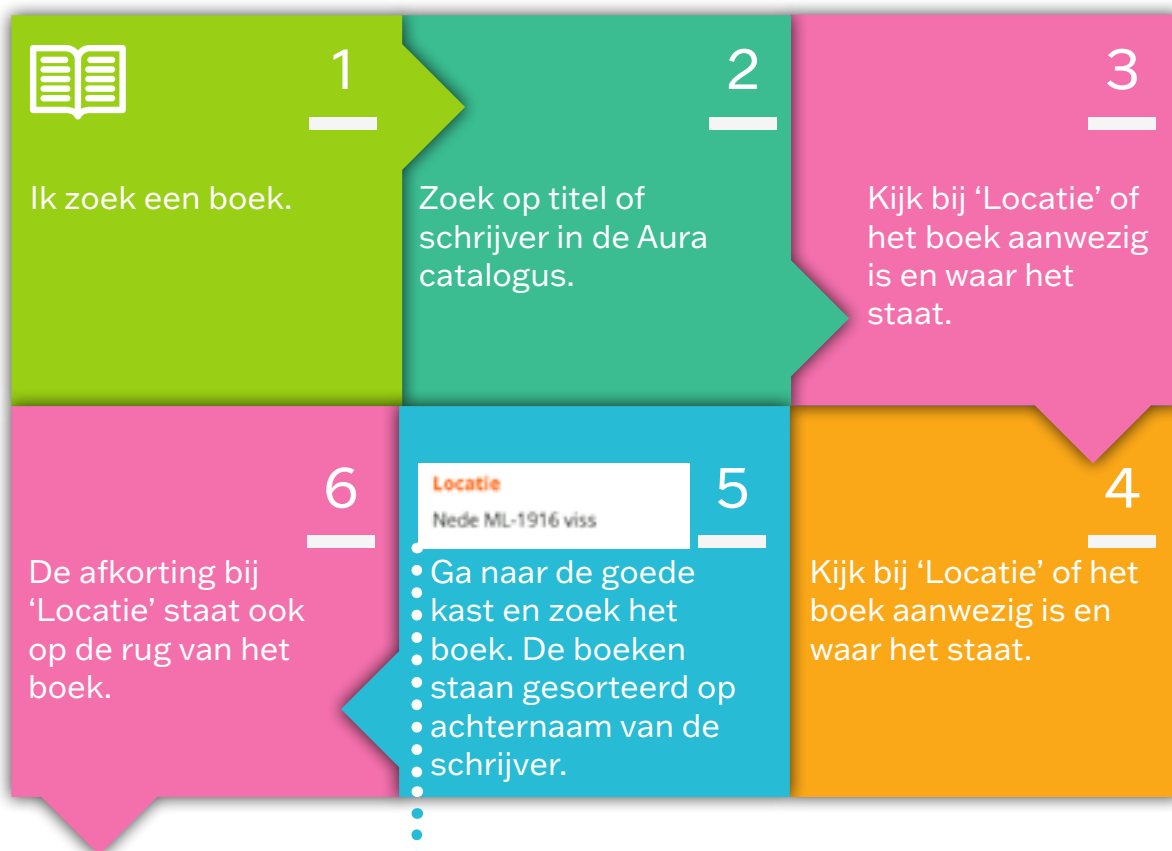 1
Ik zoek een boek.
2
Zoek op titel of
schrijver in de Aura
catalogus.
3
Kijk bij ‘Locatie’ of
het boek aanwezig
is en waar het
staat.
4
Kijk bij ‘Locatie’ of het
boek aanwezig is en
waar het staat.
5
Locatie
Nede ML-1916 viss
Ga naar de goede
kast en zoek het
boek. De boeken
staan gesorteerd op
achternaam van de
schrijver.
6
De afkorting bij
‘Locatie’ staat ook
op de rug van het
boek.